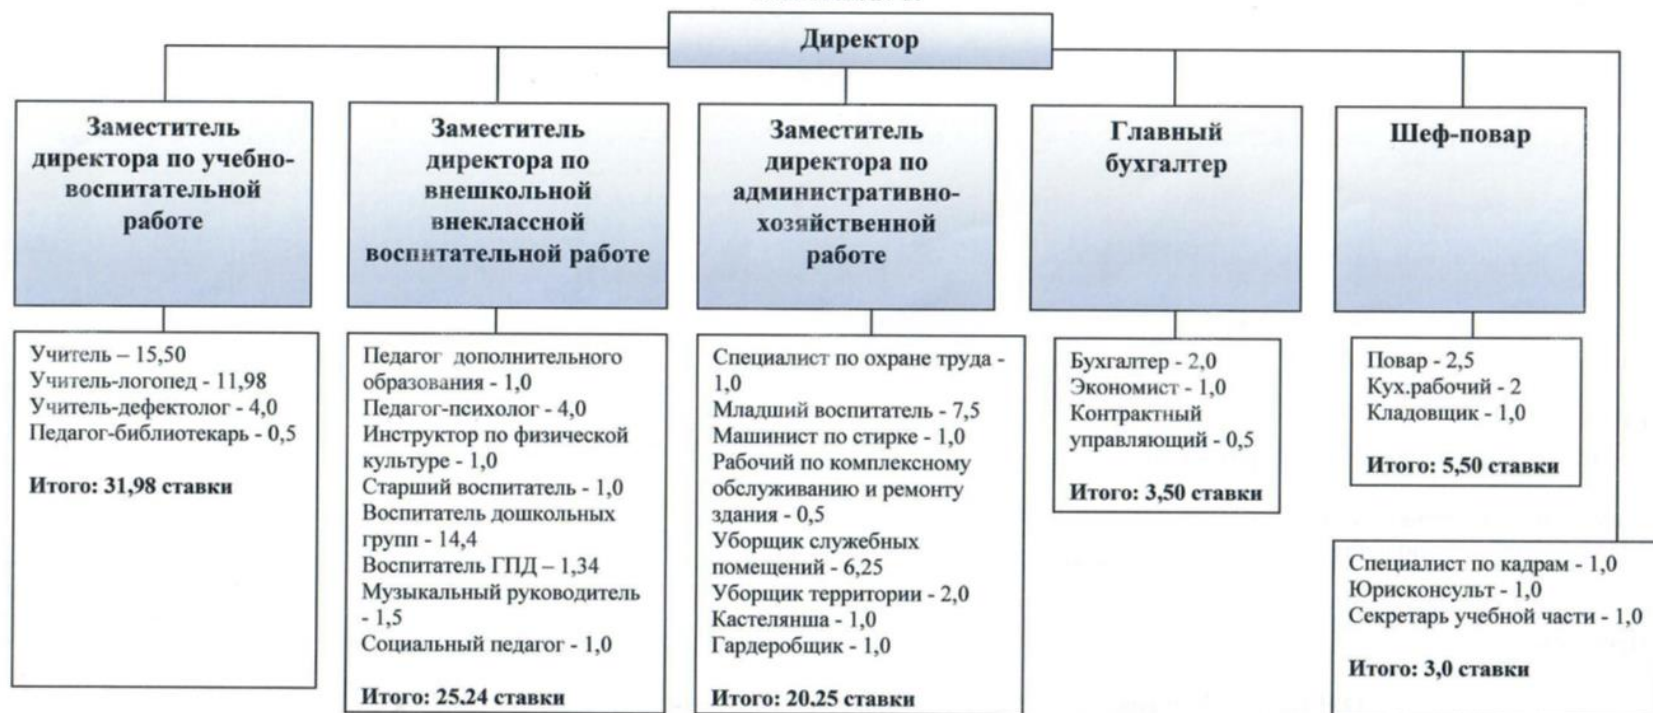 Директор
Заместитель
директора по учебно-
воспитательной
работе
Заместитель
директора по
внешкольной
внеклассной
воспитательной работе
Заместитель
директора по
административно-
хозяйственной
работе
Главный
бухгалтер
Шеф-повар
Учитель – 15,50
Учитель-логопед - 11,98
Учитель-дефектолог - 4,0
Педагог-библиотекарь - 0,5
Итого: 31,98 ставки
Педагог дополнительного
образования - 1,0
Педагог-психолог - 4,0
Инструктор по физической
культуре - 1,0
Старший воспитатель - 1,0
Воспитатель дошкольных
групп - 14,4
Воспитатель ГПД – 1,34
Музыкальный руководитель
- 1,5
Социальный педагог - 1,0
Итого: 25,24 ставки
Специалист по охране труда -
1,0
Младший воспитатель - 7,5
Машинист по стирке - 1,0
Рабочий по комплексному
обслуживанию и ремонту
здания - 0,5
Уборщик служебных
помещений - 6,25
Уборщик территории - 2,0
Кастелянша - 1,0
Гардеробщик - 1,0
Итого: 20,25 ставки
Бухгалтер - 2,0
Экономист - 1,0
Контрактный
управляющий - 0,5
Итого: 3,50 ставки
Повар - 2,5
Кух.рабочий - 2
Кладовщик - 1,0
Итого: 5,50 ставки
Специалист по кадрам - 1,0
Юрисконсульт - 1,0
Секретарь учебной части - 1,0
Итого: 3,0 ставки